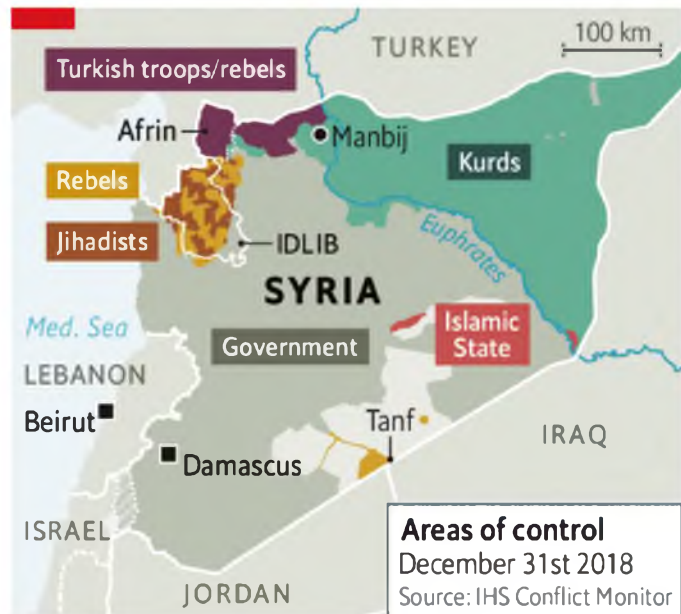 100 km
TURKEY
Turkish troops/rebels
Afrin
Manbij
Kurds
Rebels
Jihadists
IDLIB
Euphrates
SYRIA
Med. Sea
Islamic
State
Government
LEBANON
Beirut
Tanf
IRAQ
Damascus
ISRAEL
JORDAN
Areas of control
December 31st 2018
Source: IHS Conflict Monitor